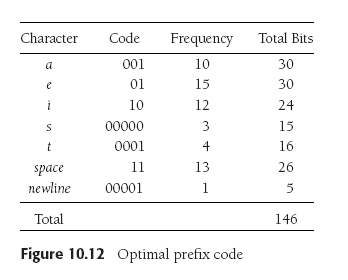 Character Code Frequency Total Bits
a 001 10 30
e 01 15 30
i 10 12 24
s 00000 3 15
t 0001 4 16
space 11 13 26
newline 00001 1 5
Total 146
Figure 10.12 Optimal prefix code